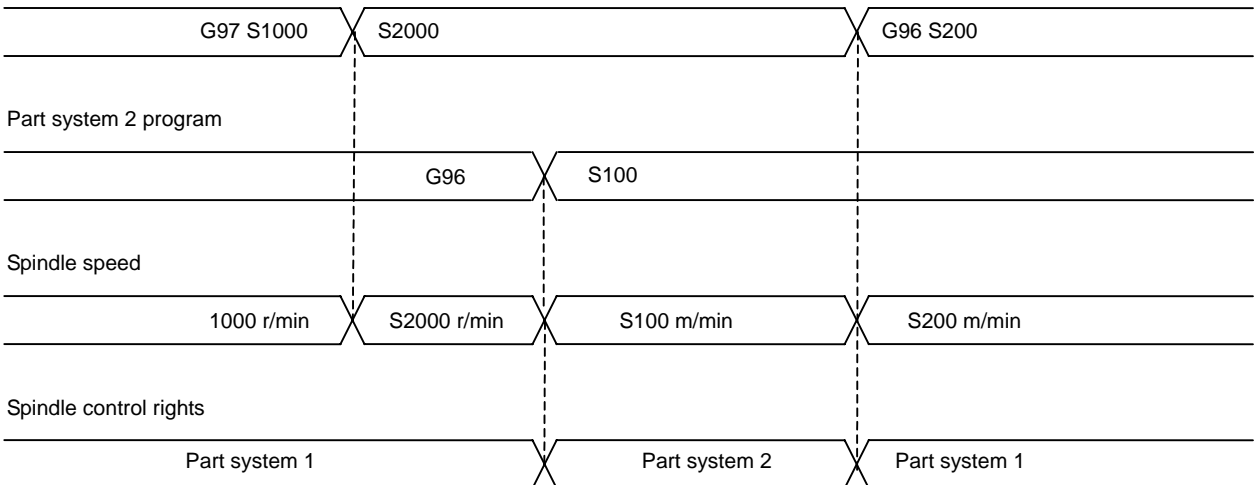 G97 S1000 S2000 G96 S200
Part system 2 program
G96 S100
Spindle speed
1000 r/min S2000 r/min S100 m/min S200 m/min
Spindle control rights
Part system 1 Part system 2 Part system 1